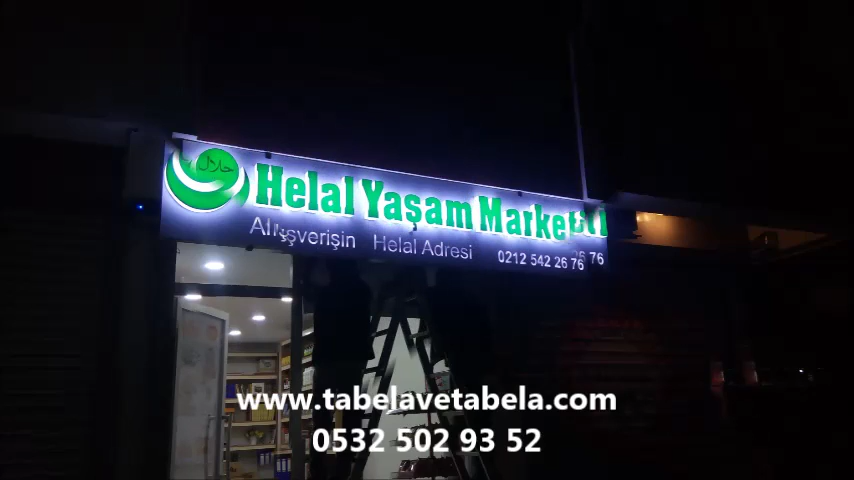 حلال
Helal Yaşam Marketi
Alışverişin Helal Adresi
0212 542 26 76
www.tabelavetabela.com
0532 502 93 52